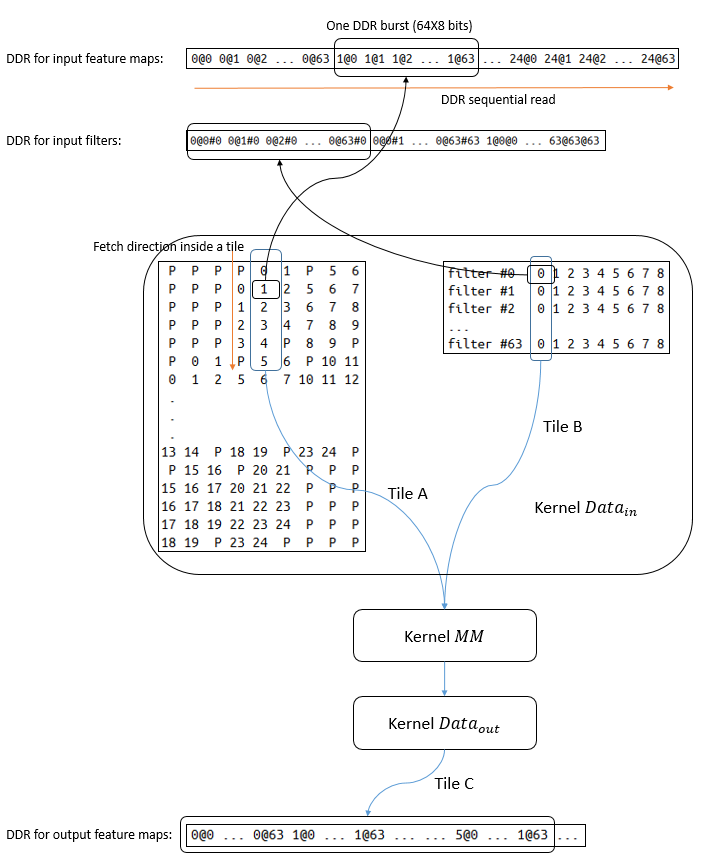 One DDR burst (64X8 bits)
DDR for input feature maps: 0@0 0@1 0@2 ... 0@63 1@0 1@1 1@2 ... 1@63 ... 24@0 24@1 24@2 ... 24@63
DDR sequential read
DDR for input filters: 0@0#0 0@1#0 0@2#0 ... 0@63#0 0@0#1 ... 0@63#63 1@0@0 ... 63@63@63
Fetch direction inside a tile
P P P P 0 1 P 5 6
P P P 0 1 2 5 6 7
P P P 1 2 3 6 7 8
P P P 2 3 4 7 8 9
P P P 3 4 P 8 9 P
P 0 1 P 5 6 P 10 11
0 1 2 5 6 7 10 11 12
.
.
.
13 14 P 18 19 P 23 24 P
P 15 16 P 20 21 P P P
15 16 17 20 21 22 P P P
16 17 18 21 22 23 P P P
17 18 19 22 23 24 P P P
18 19 P 23 24 P P P P
filter #0 0 1 2 3 4 5 6 7 8
filter #1 0 1 2 3 4 5 6 7 8
filter #2 0 1 2 3 4 5 6 7 8
...
filter #63 0 1 2 3 4 5 6 7 8
Tile B
Tile A
Kernel Data_in
Kernel MM
Kernel Data_out
Tile C
DDR for output feature maps: 0@0 ... 0@63 1@0 ... 1@63 ... ... 5@0 ... 1@63 ...